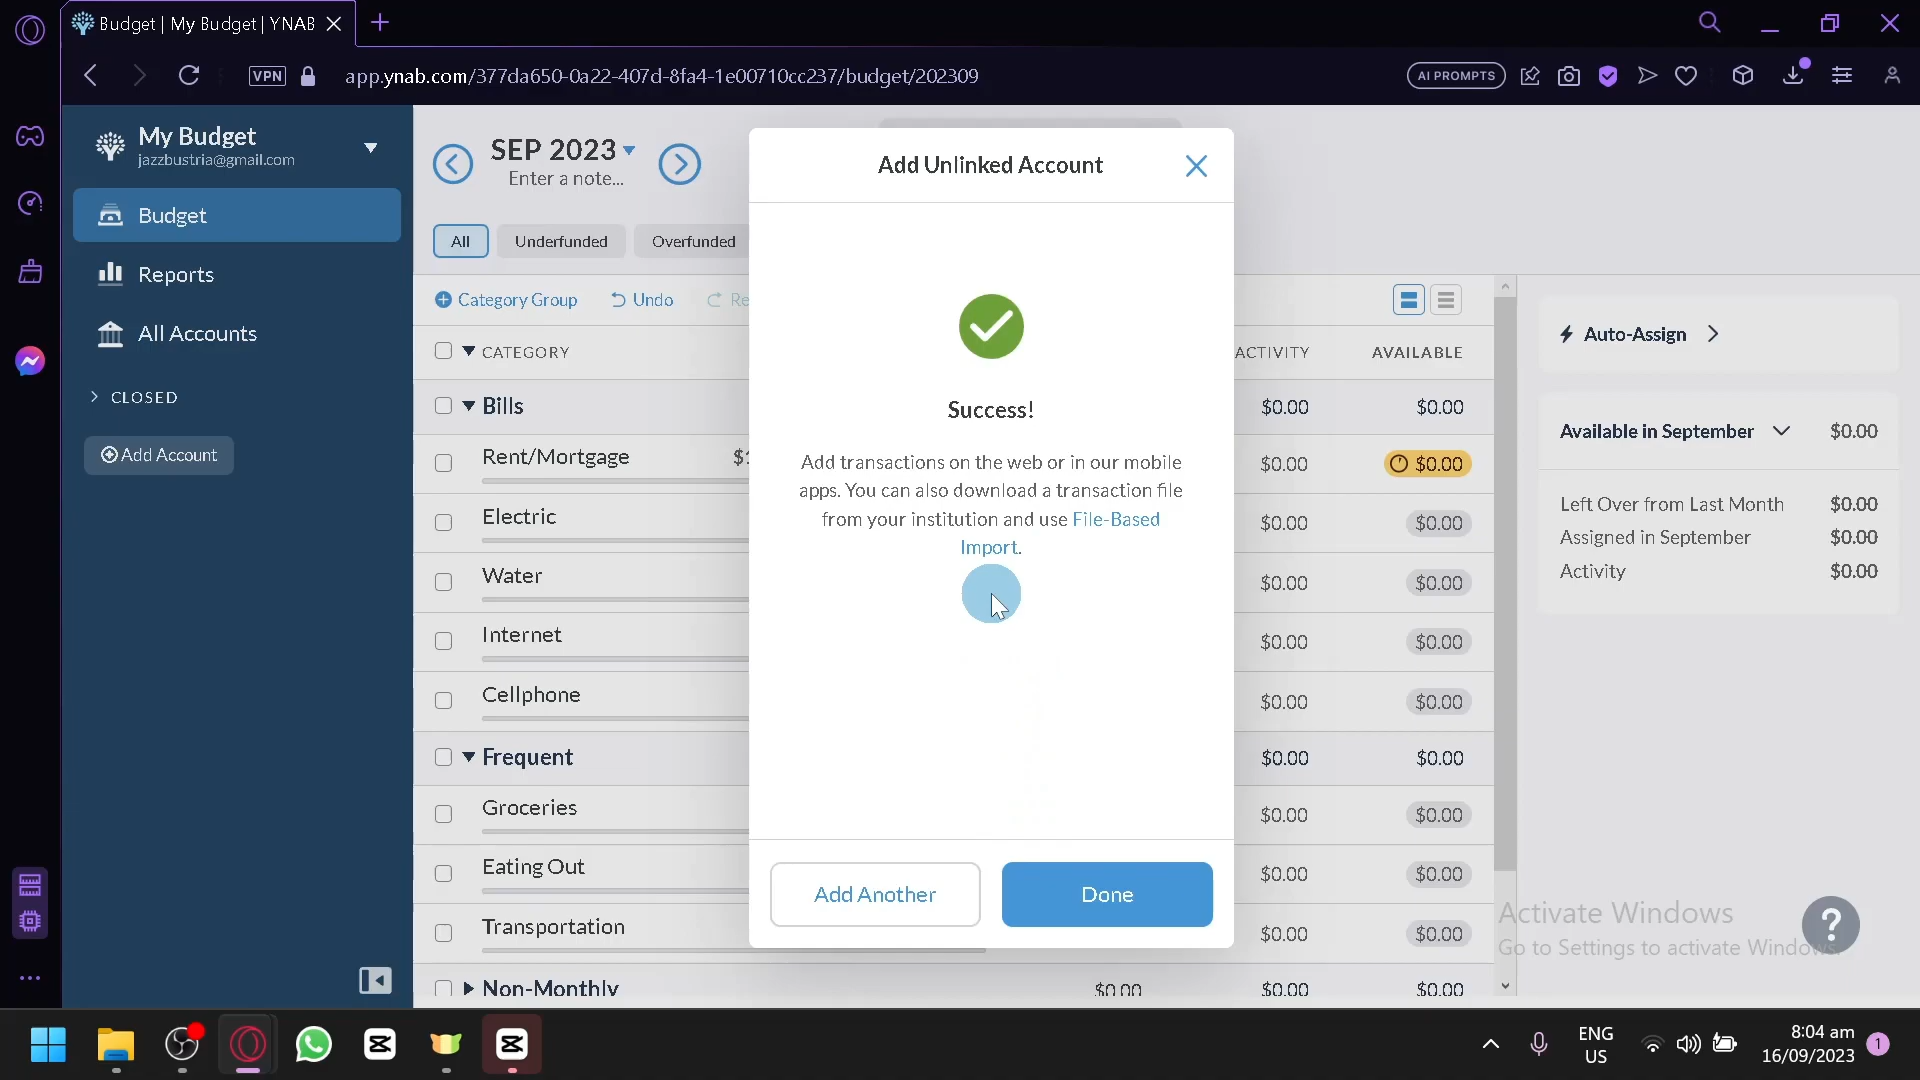 Budget | My Budget | YNAB
VPN
app.ynab.com/377da650-0a22-407d-8fa4-1e00710cc237/budget/202309
AI PROMPTS
My Budget
jazzbustria@gmail.com
Budget
Reports
All Accounts
CLOSED
Add Account
SEP 2023
Enter a note...
All
Underfunded
Overfunded
Category Group
Undo
Re
CATEGORY
ACTIVITY
AVAILABLE
Bills
$0.00
$0.00
Rent/Mortgage
$0.00
$0.00
Electric
$0.00
$0.00
Water
$0.00
$0.00
Internet
$0.00
$0.00
Cellphone
$0.00
$0.00
Frequent
$0.00
$0.00
Groceries
$0.00
$0.00
Eating Out
$0.00
$0.00
Transportation
$0.00
$0.00
Non-Monthly
$0.00
$0.00
$0.00
Add Unlinked Account
Success!
Add transactions on the web or in our mobile
apps. You can also download a transaction file
from your institution and use File-Based
Import.
Add Another
Done
Auto-Assign
Available in September
$0.00
Left Over from Last Month
$0.00
Assigned in September
$0.00
Activity
$0.00
Activate Windows
Go to Settings to activate Windows.
?
ENG
US
8:04 am
16/09/2023
1